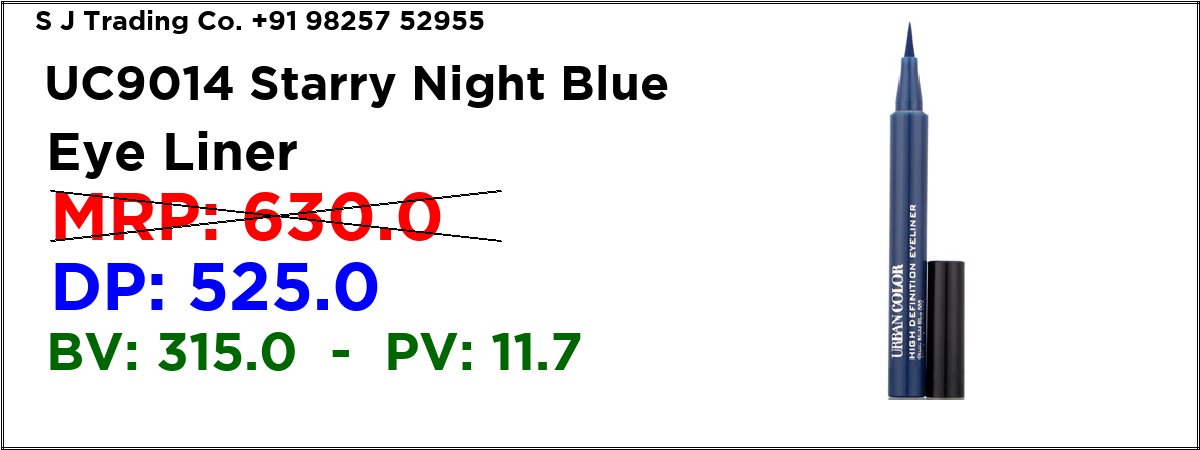 S J Trading Co. +91 98257 52955
UC9014 Starry Night Blue
Eye Liner
MRP: 630.0
DP: 525.0
BV: 315.0 - PV: 11.7
URBAN COLOR
HIGH DEFINITION EYELINER